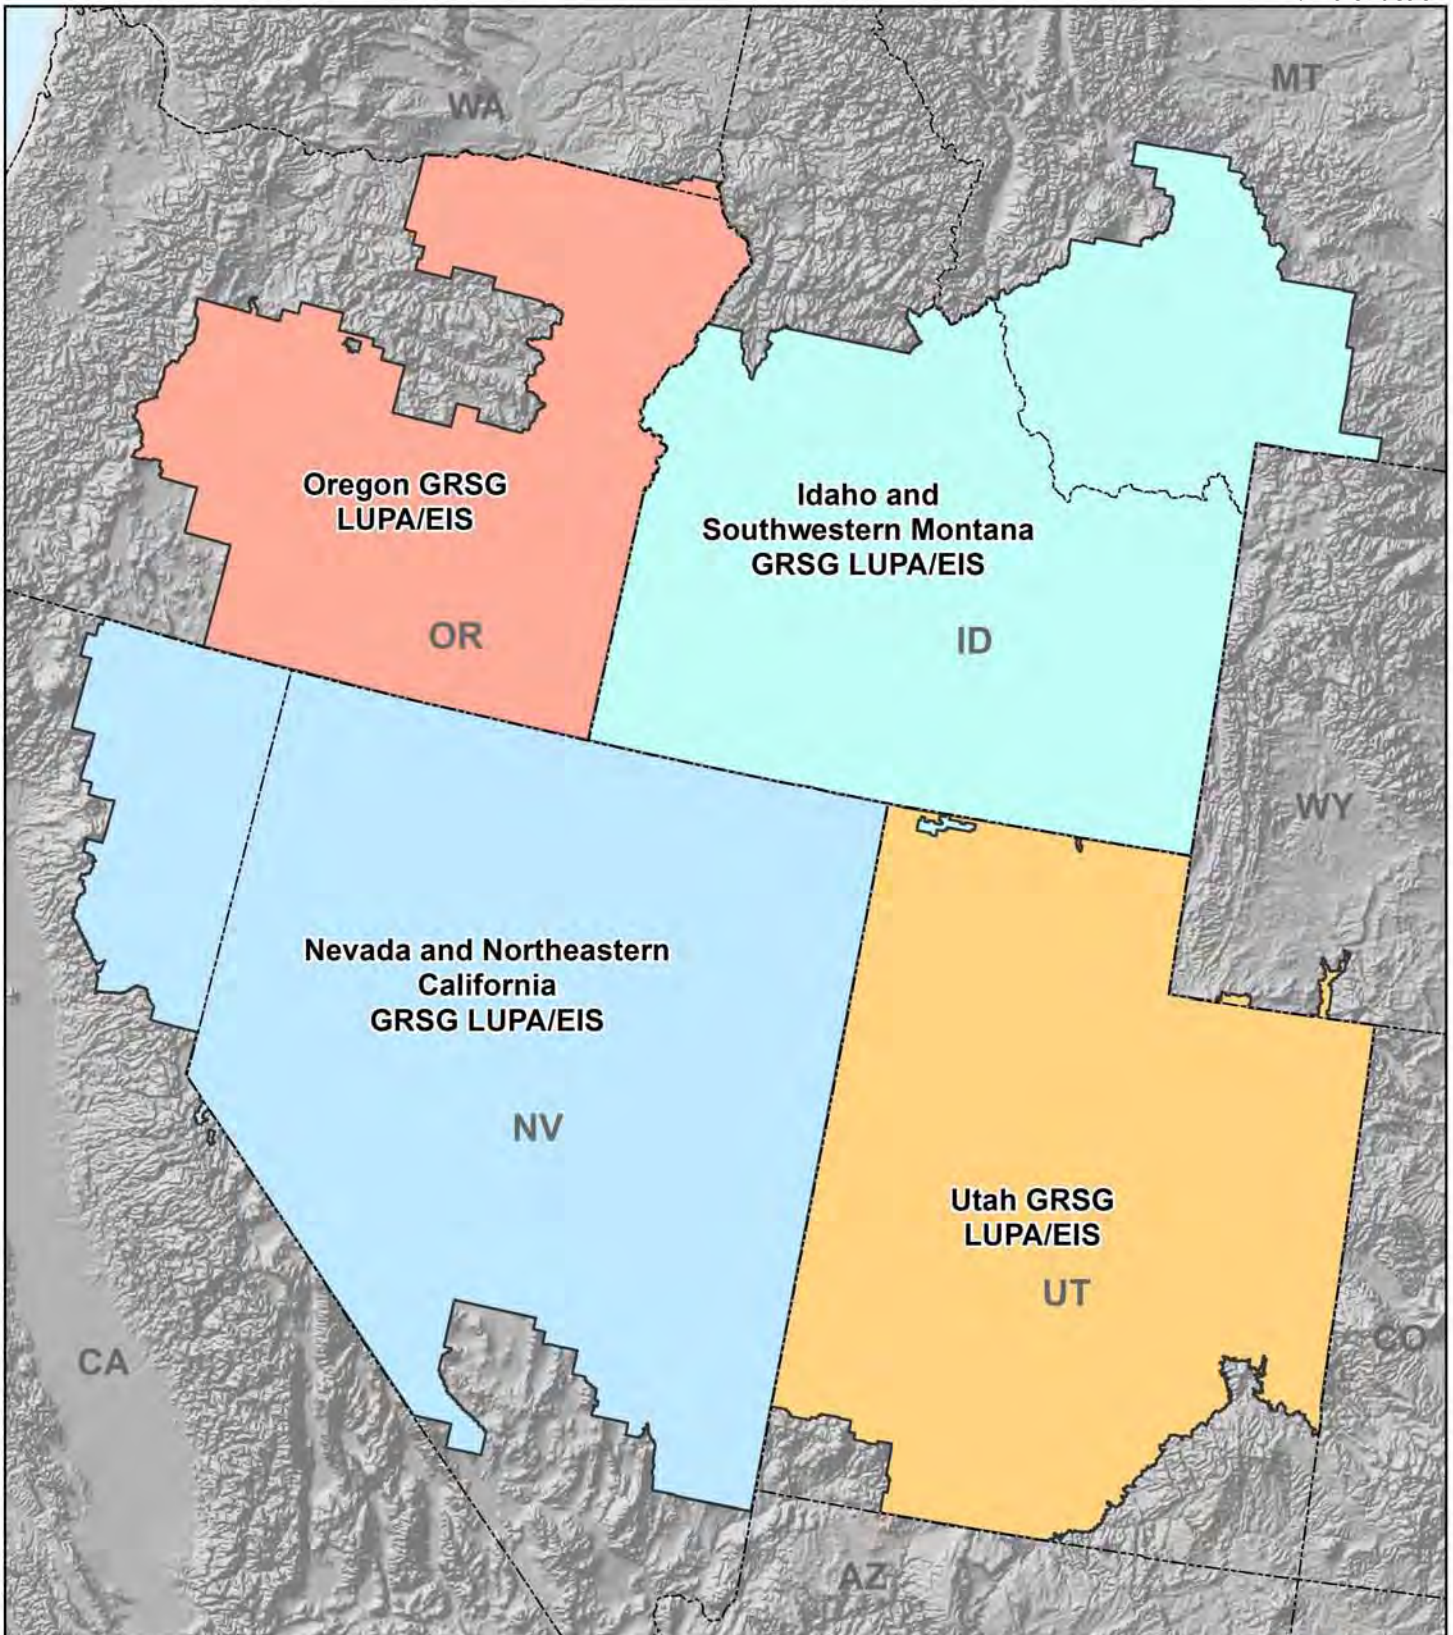 WA
MT
Oregon GRSG
LUPA/EIS
Idaho and
Southwestern Montana
GRSG LUPA/EIS
OR
ID
WY
Nevada and Northeastern
California
GRSG LUPA/EIS
NV
Utah GRSG
LUPA/EIS
UT
CO
CA
AZ